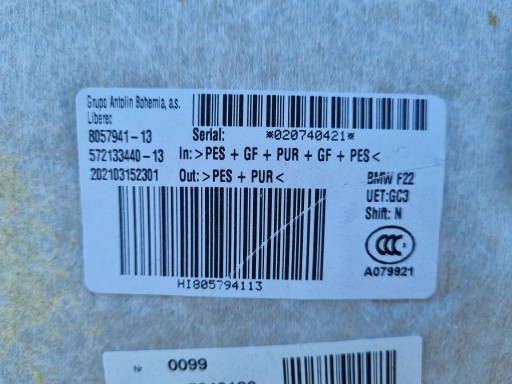 Grupo Antolin Bohemia, a.s.
Liberec
8057941-13 Serial: *020740421*
572133440-13 In:>PES + GF + PUR + GF + PES<
202103152301 Out:>PES + PUR<
BMW F22
UET:GC3
Shift: N
CCC
A079921
HI805794113
Nr 0099